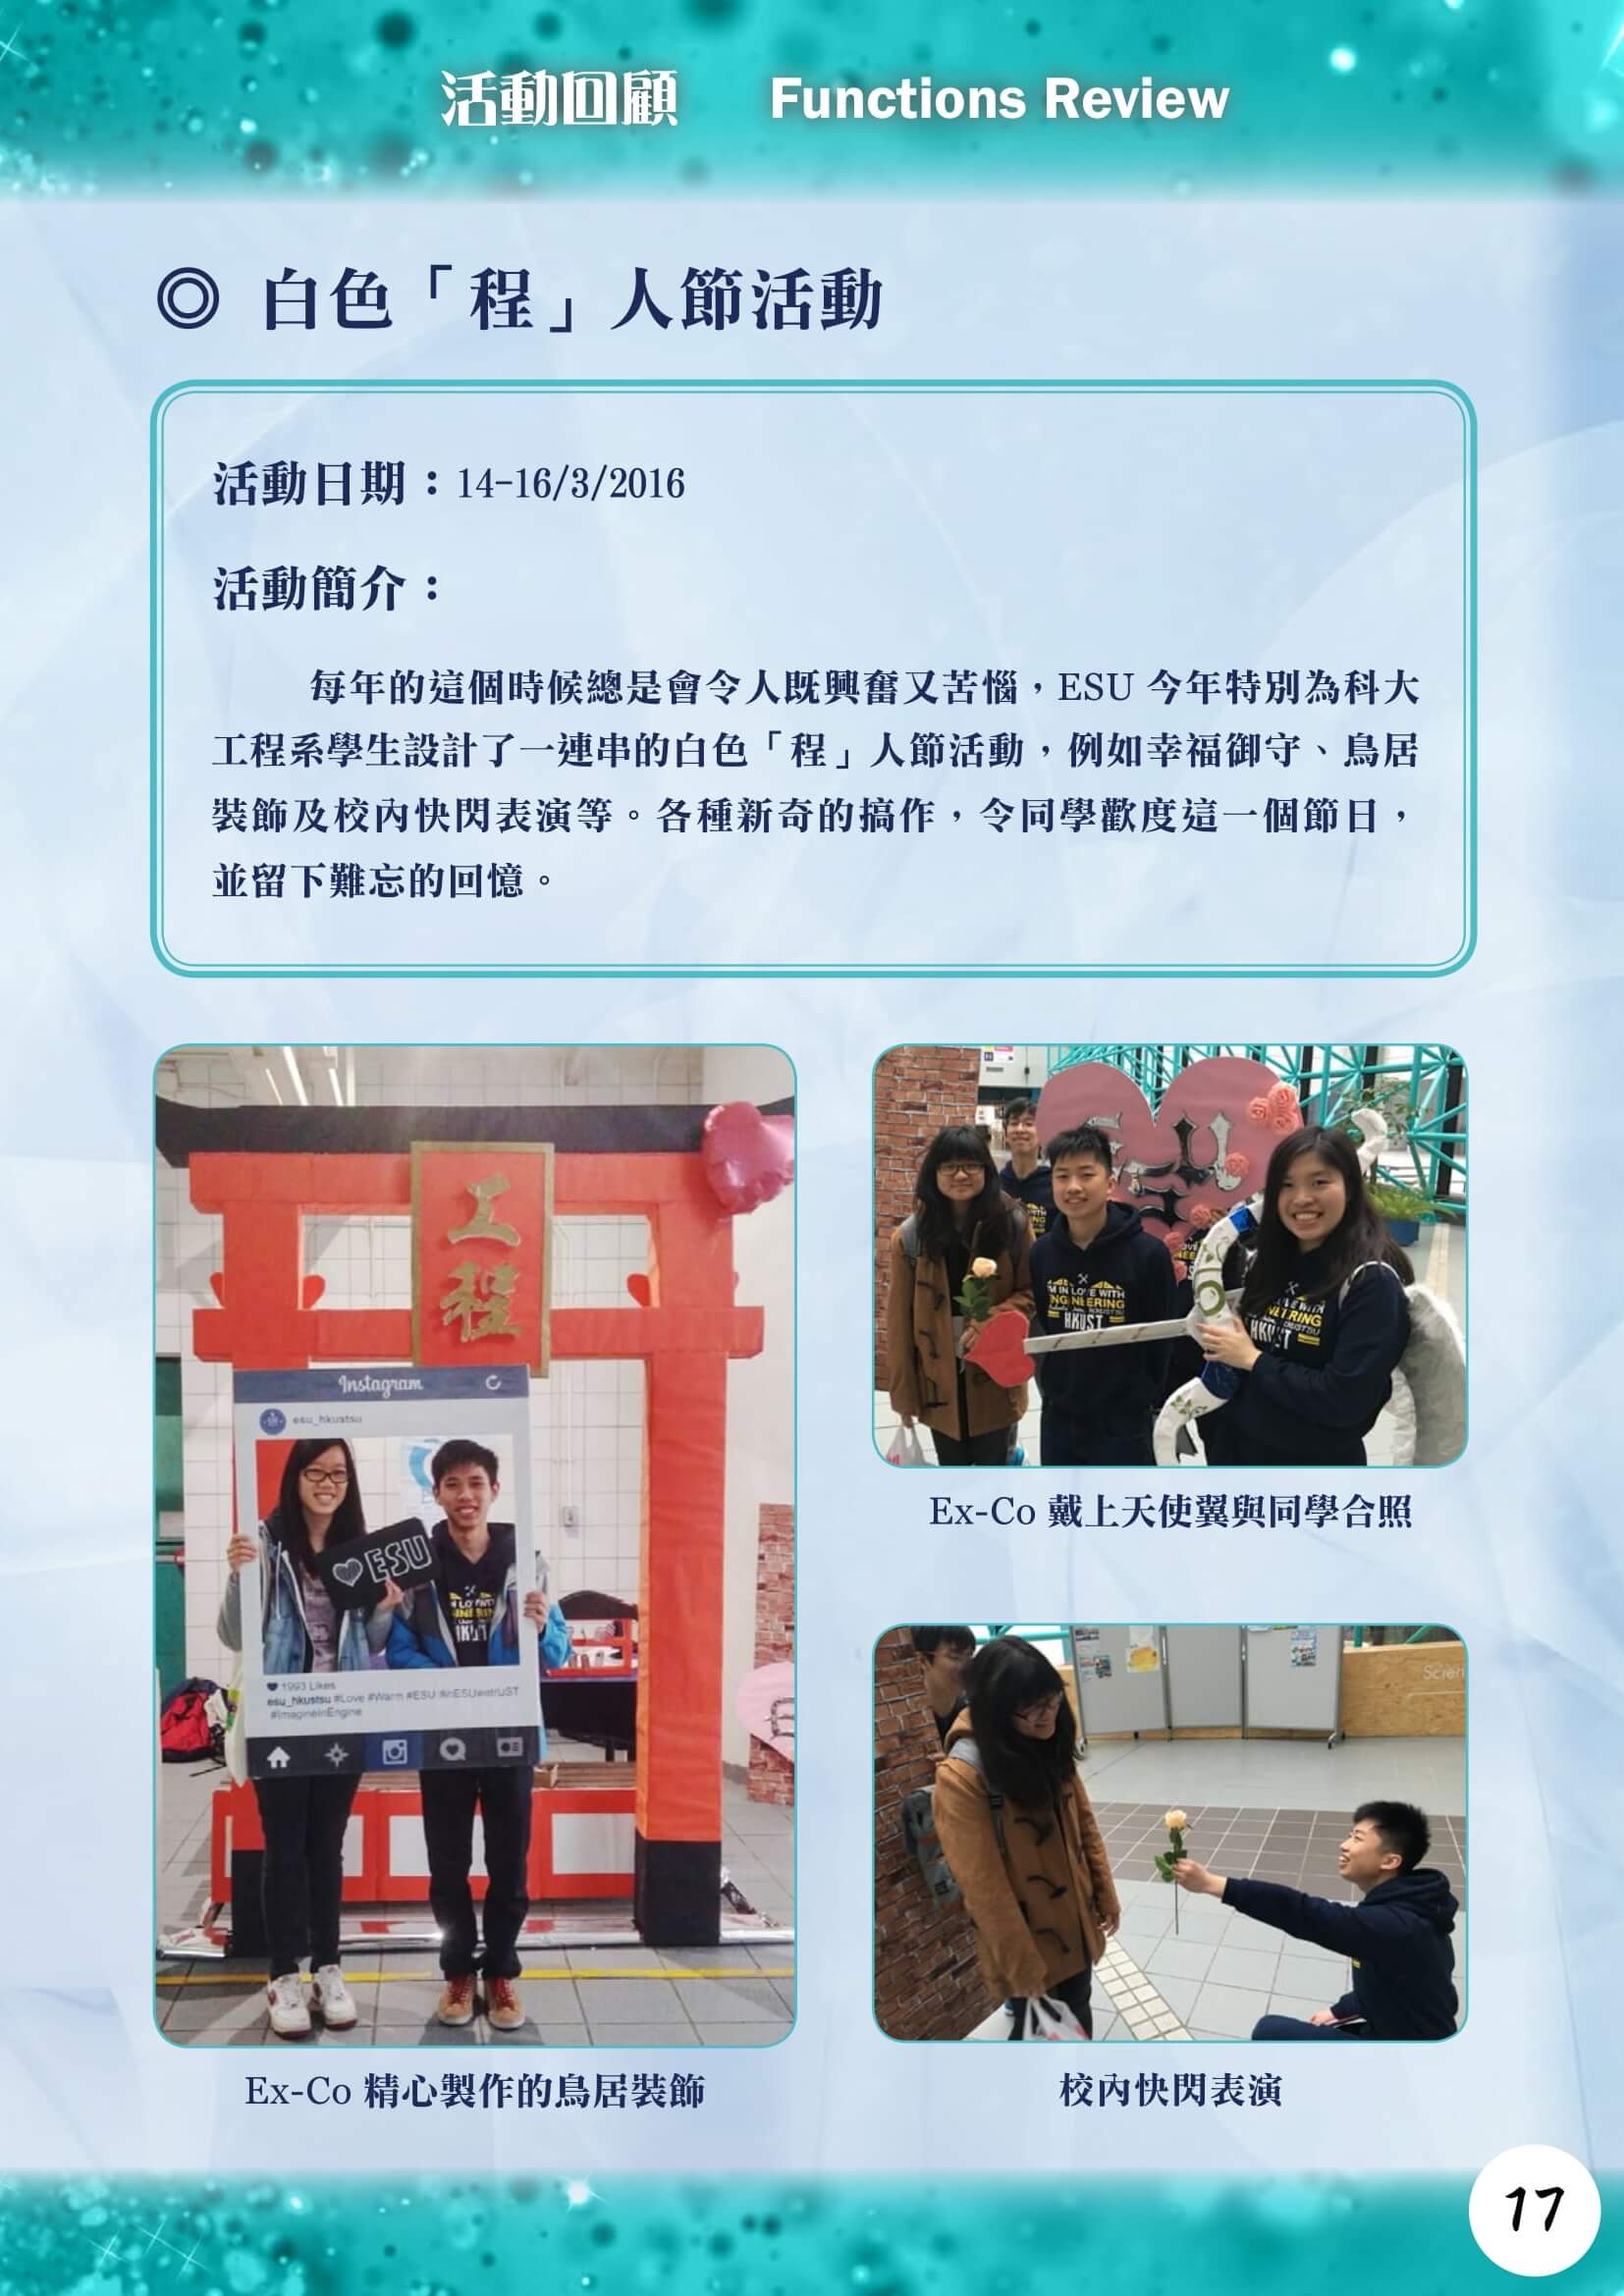 活動回顧 Functions Review
◎ 白色「程」人節活動
活動日期：14-16/3/2016
活動簡介：
每年的這個時候總是會令人既興奮又苦惱，ESU 今年特別為科大
工程系學生設計了一連串的白色「程」人節活動，例如幸福御守、鳥居
裝飾及校內快閃表演等。各種新奇的搞作，令同學歡度這一個節日，
並留下難忘的回憶。
工程
Instagram
esu_hkustsu
ESU
1993 Likes
esu_hkustsu #Love #Warm #ESU #inESUwetrUST
#ImagineInEngine
Ex-Co 精心製作的鳥居裝飾
I'M IN LOVE WITH
ENGINEERING
HKUST
Ex-Co 戴上天使翼與同學合照
Scien
校內快閃表演
17